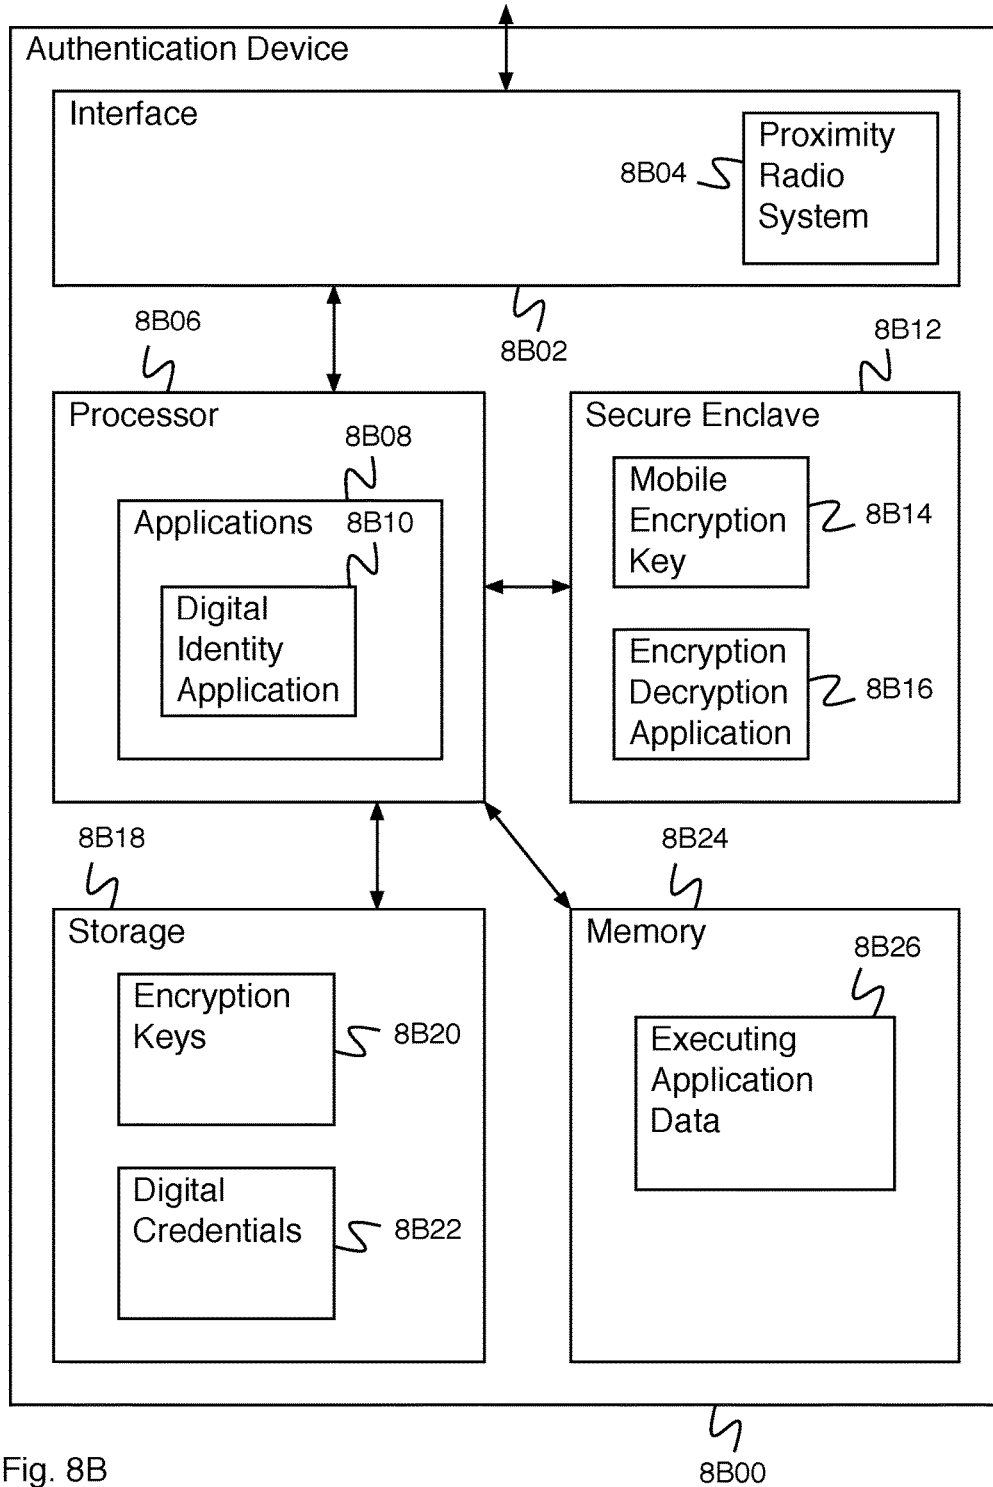 Authentication Device
Interface
Proximity
Radio
System
8B04
8B06
8B02
8B12
Processor
8B08
Applications
8B10
Digital
Identity
Application
Secure Enclave
Mobile
Encryption
Key
8B14
Encryption
Decryption
Application
8B16
8B18
8B24
Storage
Encryption
Keys
8B20
Digital
Credentials
8B22
Memory
8B26
Executing
Application
Data
Fig. 8B
8B00